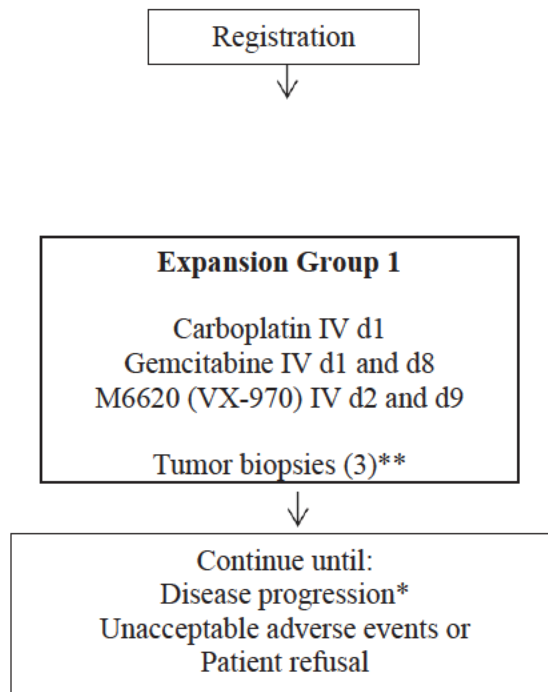 Registration
Expansion Group 1
Carboplatin IV d1
Gemcitabine IV d1 and d8
M6620 (VX-970) IV d2 and d9
Tumor biopsies (3)**
Continue until:
Disease progression*
Unacceptable adverse events or
Patient refusal